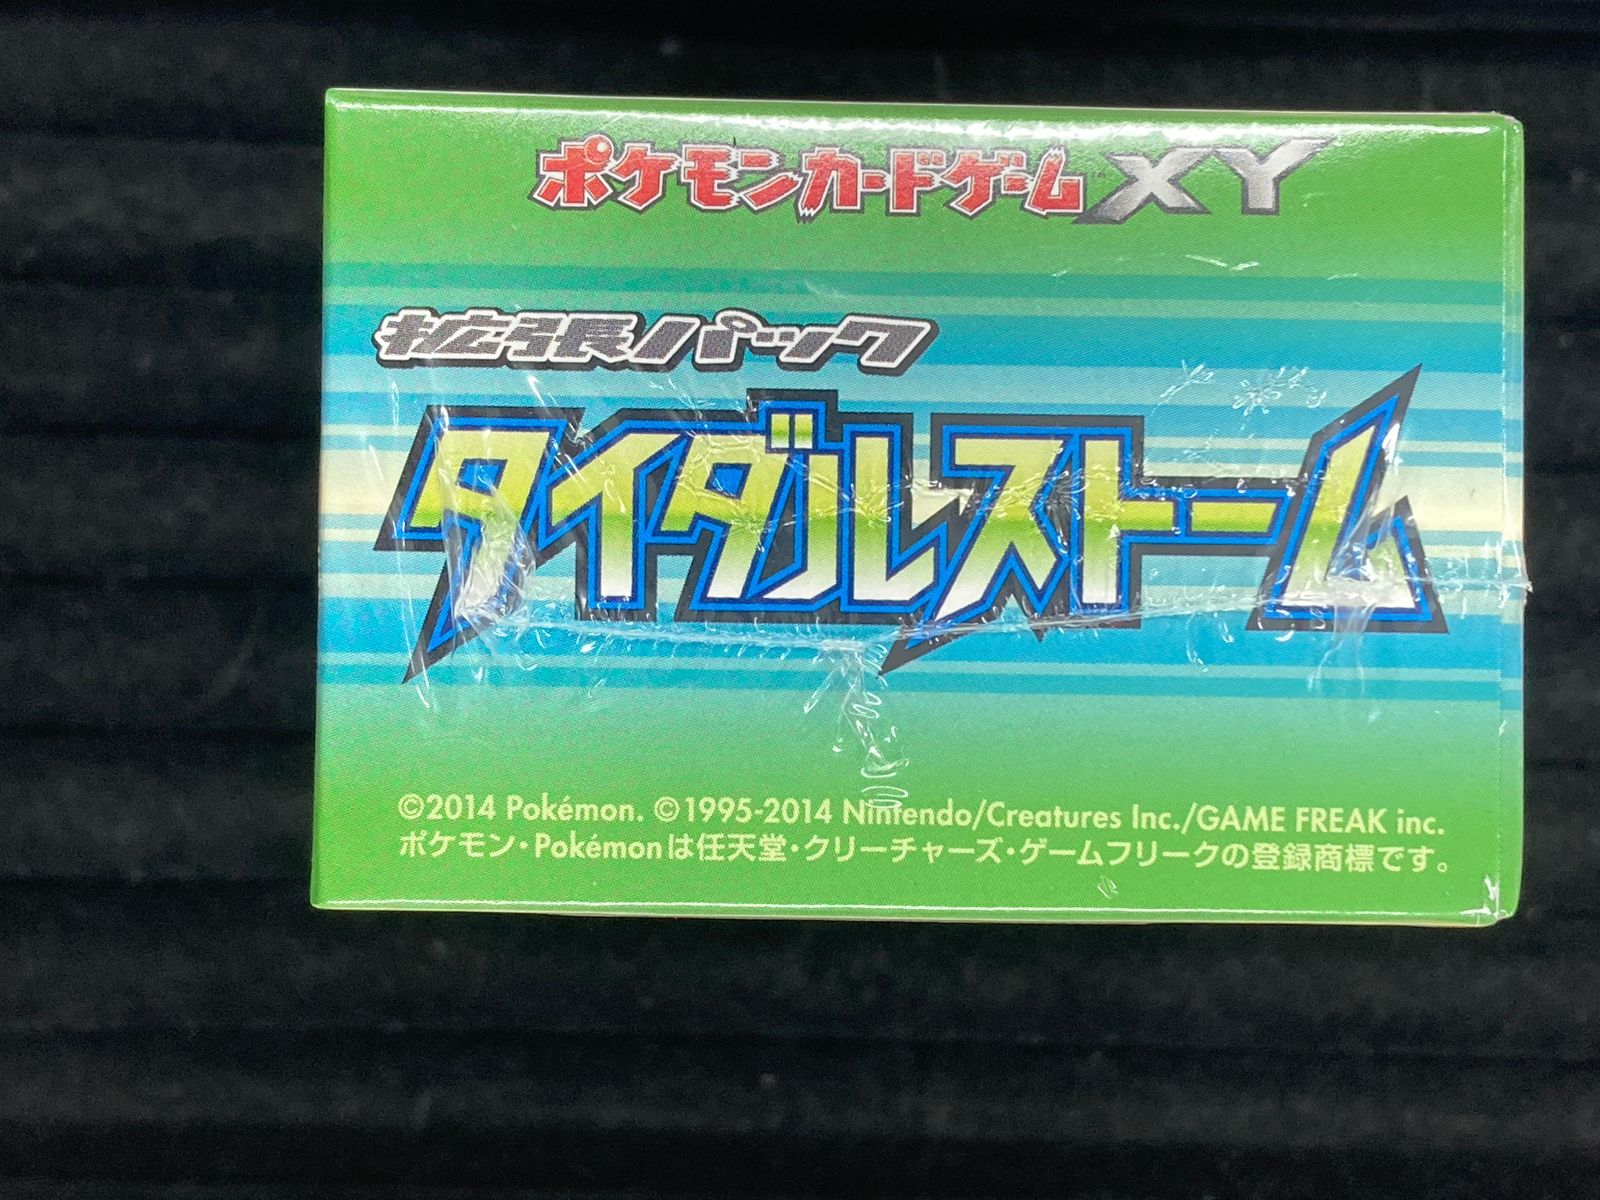 ポケモンカードゲームXY
拡張パック
タイダルストーム
©2014 Pokémon. ©1995-2014 Nintendo/Creatures Inc./GAME FREAK inc.
ポケモン・Pokémonは任天堂・クリーチャーズ・ゲームフリークの登録商標です。